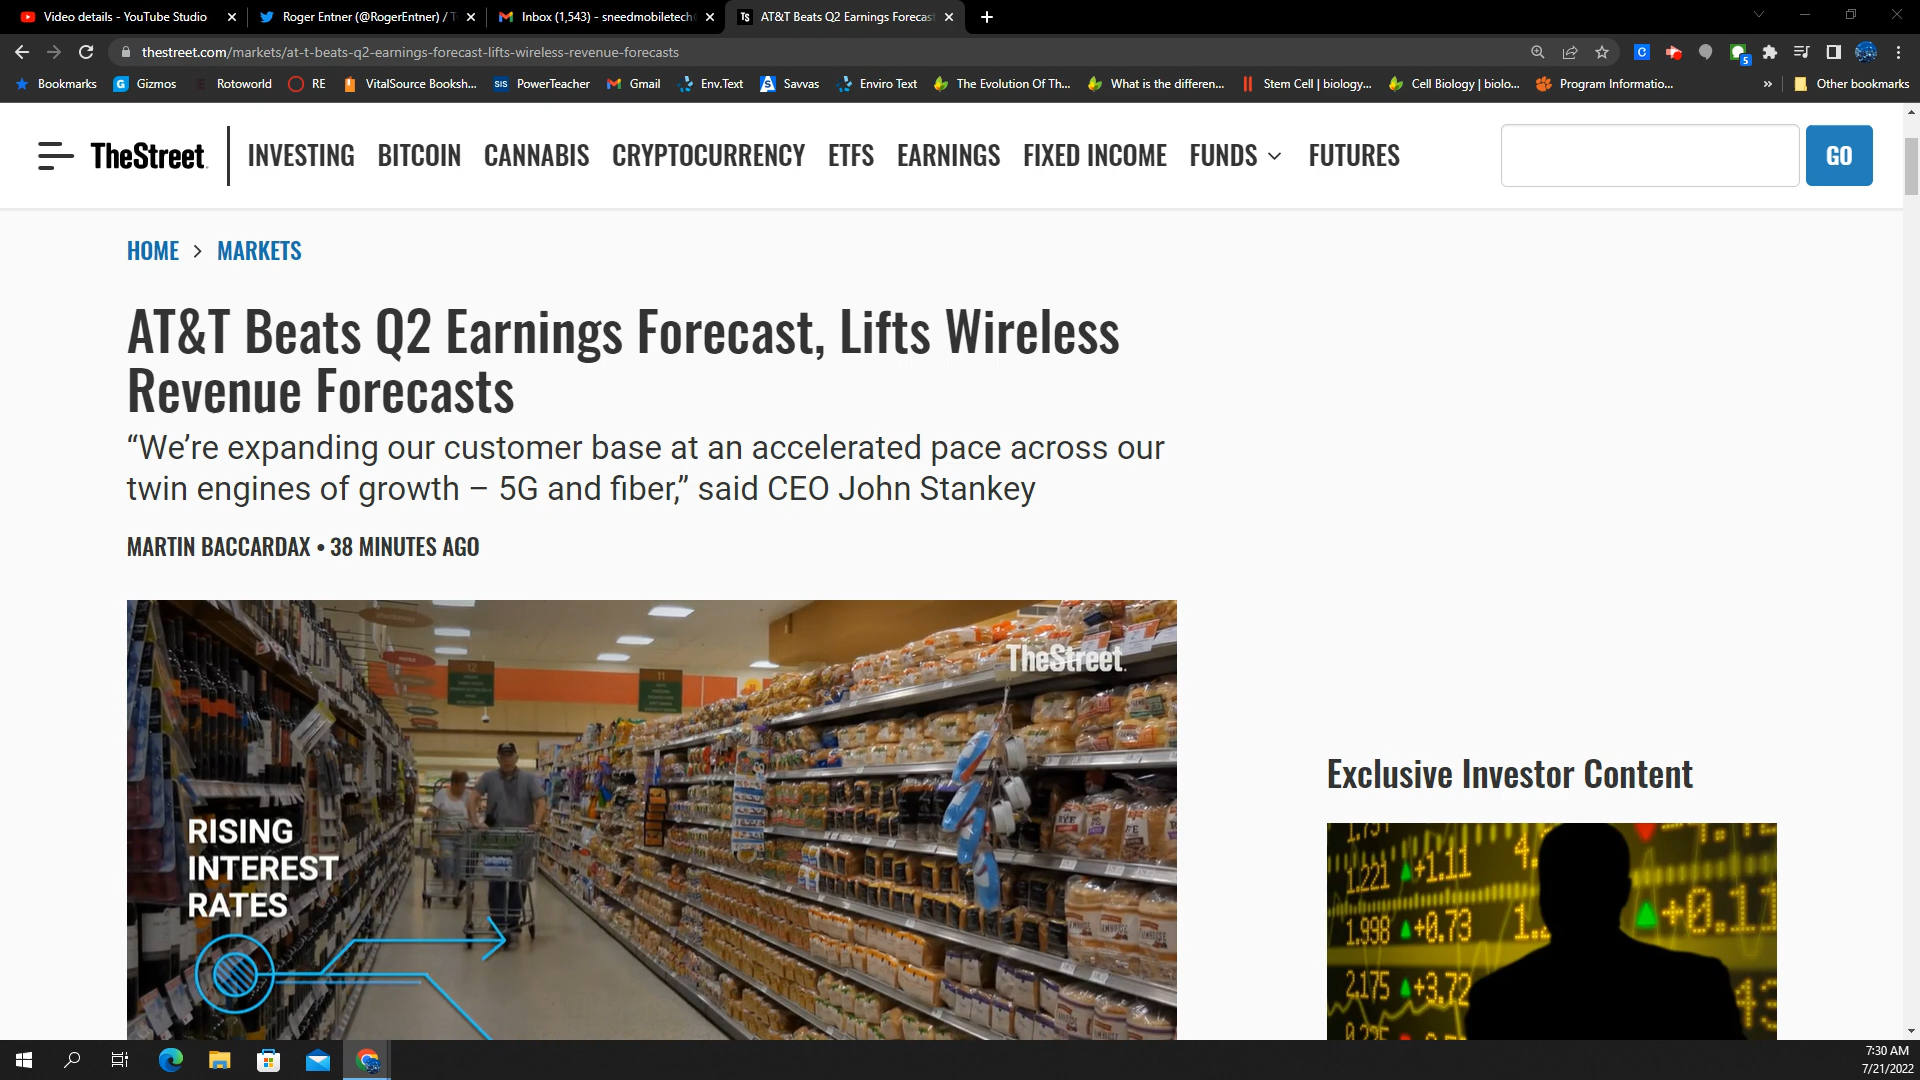 Video details - YouTube Studio
Roger Entner (@RogerEntner) / T
Inbox (1,543) - sneedmobiletech
AT&T Beats Q2 Earnings Forecas
thestreet.com/markets/at-t-beats-q2-earnings-forecast-lifts-wireless-revenue-forecasts
Bookmarks
Gizmos
Rotoworld
RE
VitalSource Booksh...
SIS PowerTeacher
Gmail
Env.Text
Savvas
Enviro Text
The Evolution Of Th...
What is the differen...
Stem Cell | biology...
Cell Biology | biolo...
Program Informatio...
»
Other bookmarks
TheStreet
INVESTING
BITCOIN
CANNABIS
CRYPTOCURRENCY
ETFS
EARNINGS
FIXED INCOME
FUNDS
FUTURES
GO
HOME > MARKETS
AT&T Beats Q2 Earnings Forecast, Lifts Wireless
Revenue Forecasts
“We’re expanding our customer base at an accelerated pace across our
twin engines of growth – 5G and fiber,” said CEO John Stankey
MARTIN BACCARDAX • 38 MINUTES AGO
TheStreet
12
11
RISING
INTEREST
RATES
Exclusive Investor Content
1.221 +1.11
1.998 +0.73
2.175 +3.72
7:30 AM
7/21/2022